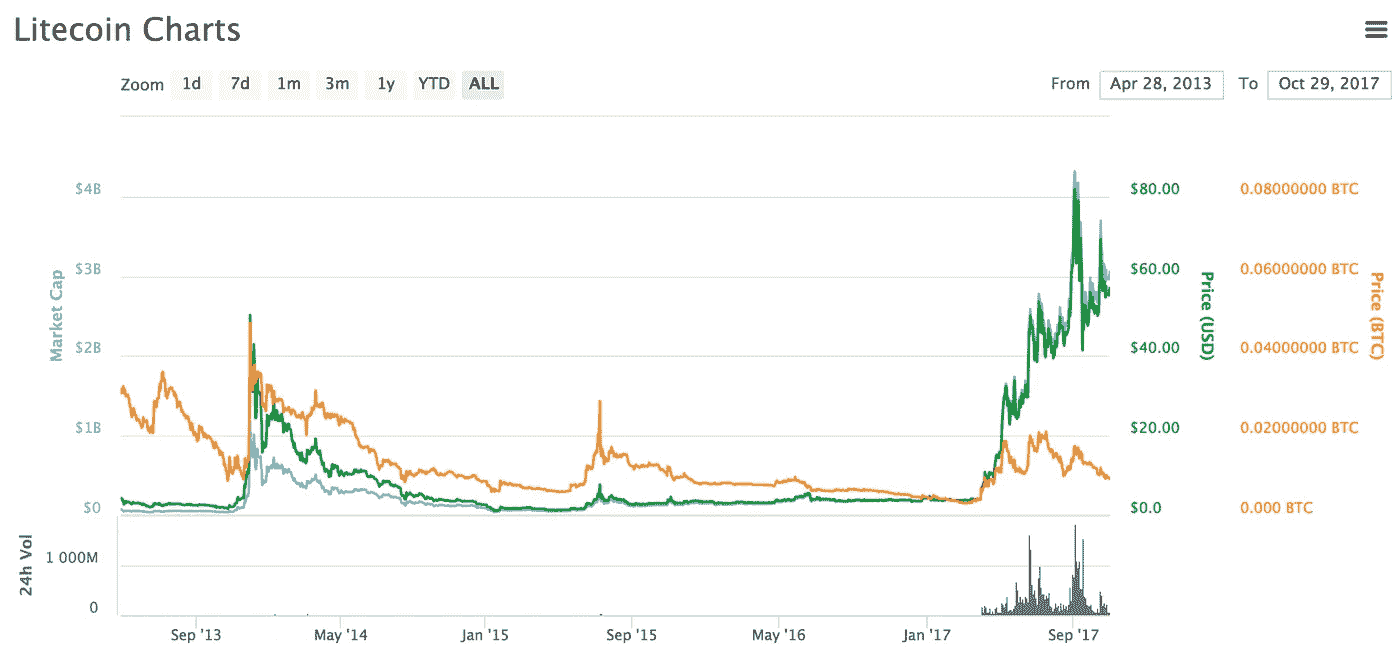 Litecoin Charts
Zoom 1d 7d 1m 3m 1y YTD ALL
From Apr 28, 2013 To Oct 29, 2017
$4B
$3B
$2B
$1B
$0
Market Cap
$80.00
$60.00
$40.00
$20.00
$0.0
Price (USD)
0.08000000 BTC
0.06000000 BTC
0.04000000 BTC
0.02000000 BTC
0.000 BTC
Price (BTC)
24h Vol
1 000M
0
Sep '13
May '14
Jan '15
Sep '15
May '16
Jan '17
Sep '17